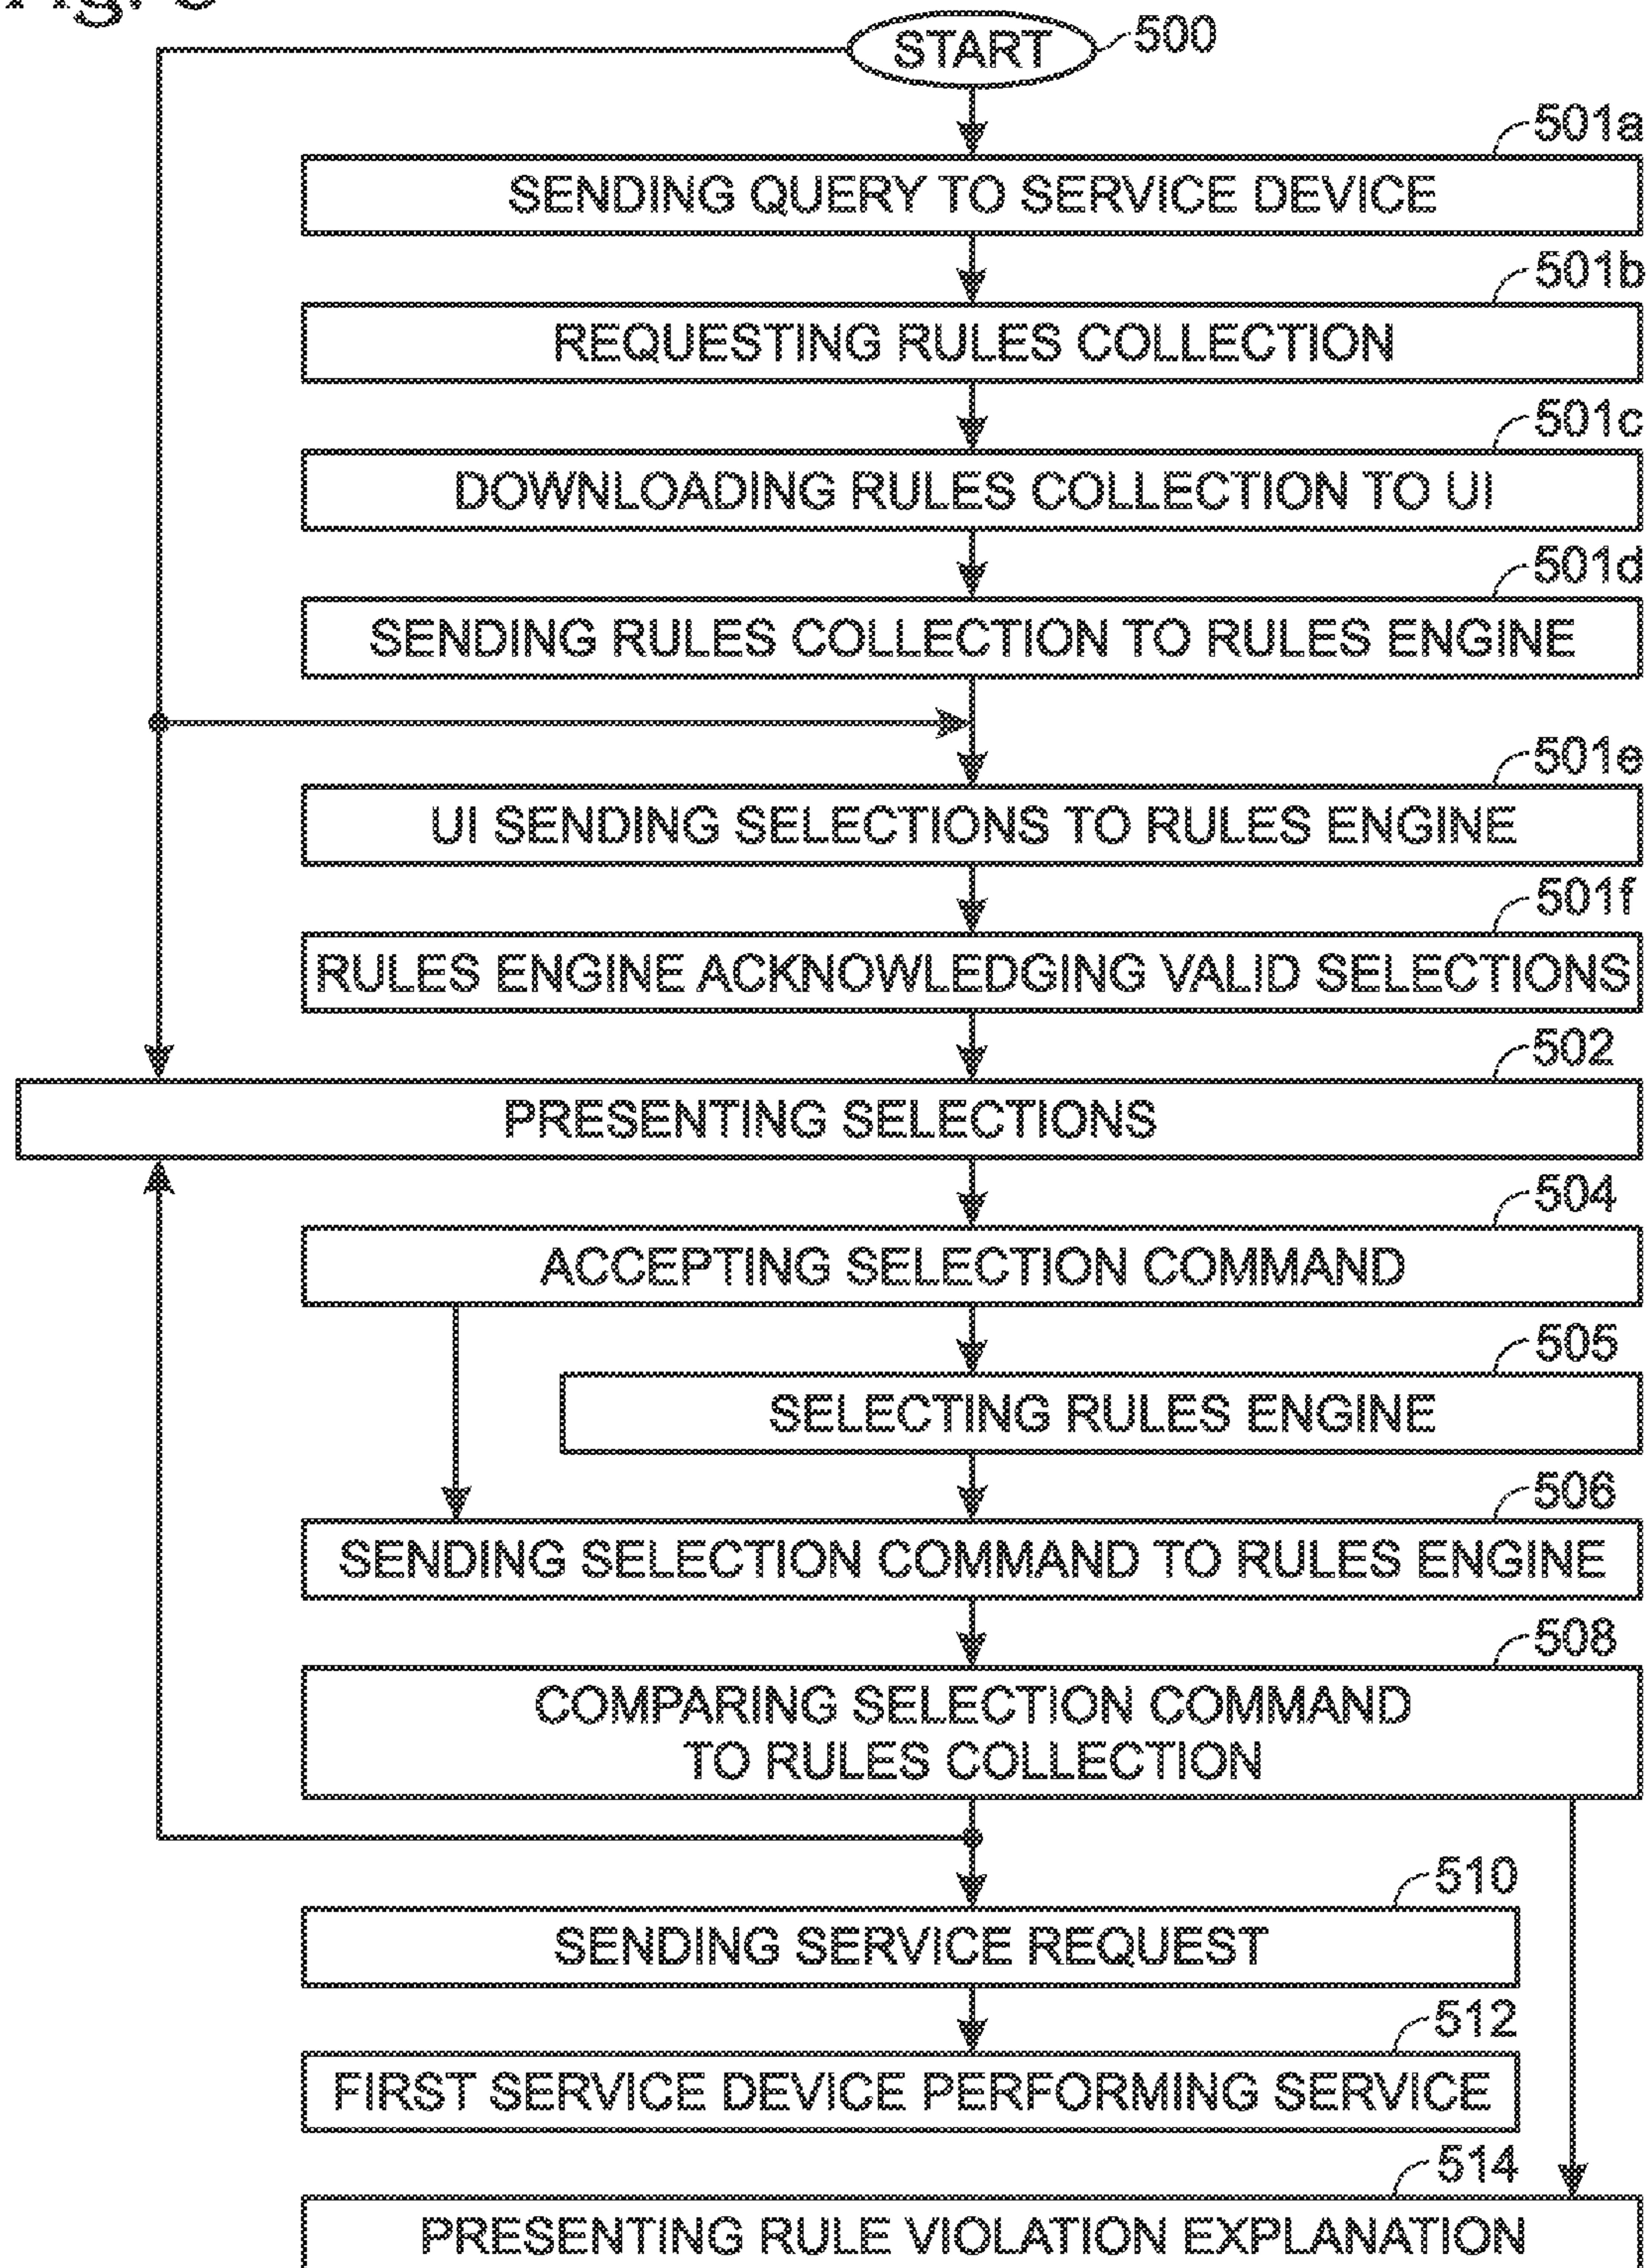 START
500
501a
SENDING QUERY TO SERVICE DEVICE
501b
REQUESTING RULES COLLECTION
501c
DOWNLOADING RULES COLLECTION TO UI
501d
SENDING RULES COLLECTION TO RULES ENGINE
501e
UI SENDING SELECTIONS TO RULES ENGINE
501f
RULES ENGINE ACKNOWLEDGING VALID SELECTIONS
502
PRESENTING SELECTIONS
504
ACCEPTING SELECTION COMMAND
505
SELECTING RULES ENGINE
506
SENDING SELECTION COMMAND TO RULES ENGINE
508
COMPARING SELECTION COMMAND
TO RULES COLLECTION
510
SENDING SERVICE REQUEST
512
FIRST SERVICE DEVICE PERFORMING SERVICE
514
PRESENTING RULE VIOLATION EXPLANATION